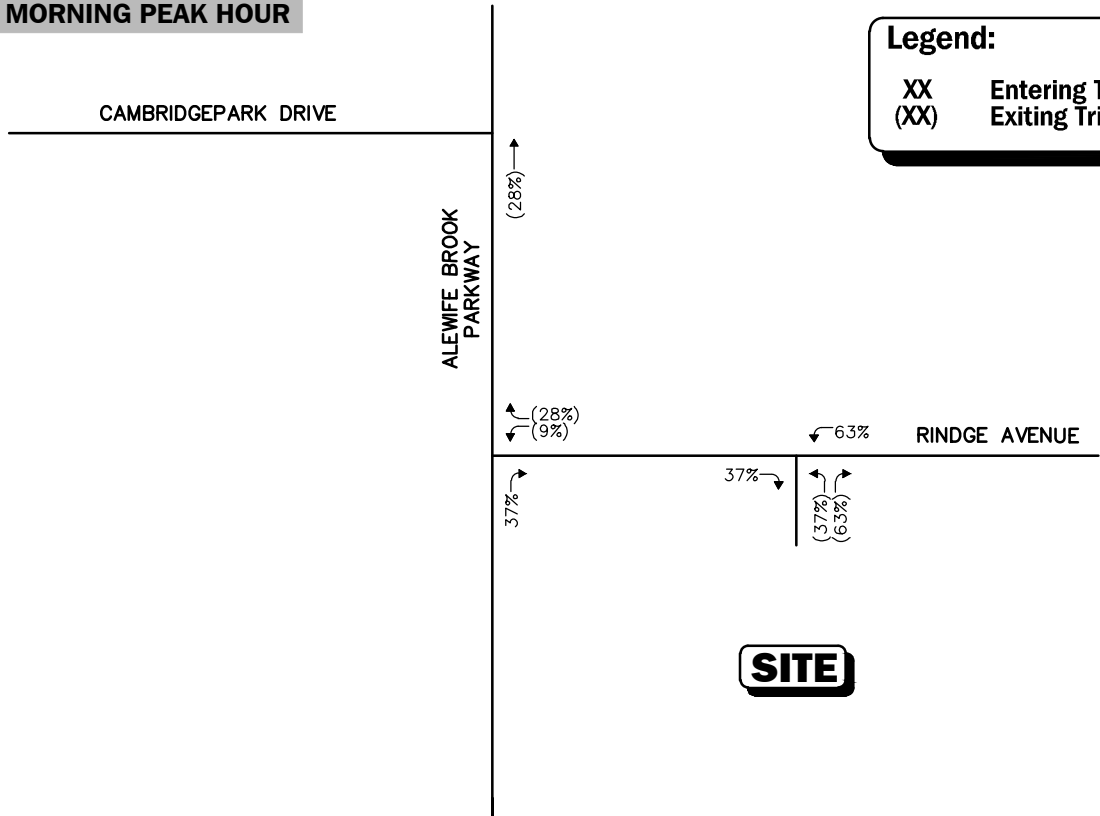 MORNING PEAK HOUR
Legend:
XX Entering
(XX) Exiting
CAMBRIDGEPARK DRIVE
(28%)
ALEWIFE BROOK
PARKWAY
(28%)
(9%)
63%
RINDGE AVENUE
37%
37%
(37%)
(63%)
SITE